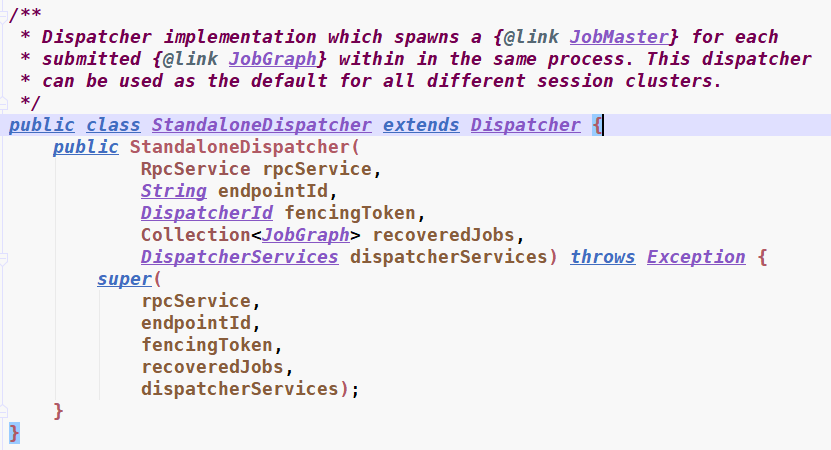 /**
 * Dispatcher implementation which spawns a {@link JobMaster} for each
 * submitted {@link JobGraph} within in the same process. This dispatcher
 * can be used as the default for all different session clusters.
 */
public class StandaloneDispatcher extends Dispatcher {
    public StandaloneDispatcher(
            RpcService rpcService,
            String endpointId,
            DispatcherId fencingToken,
            Collection<JobGraph> recoveredJobs,
            DispatcherServices dispatcherServices) throws Exception {
        super(
            rpcService,
            endpointId,
            fencingToken,
            recoveredJobs,
            dispatcherServices);
    }
}